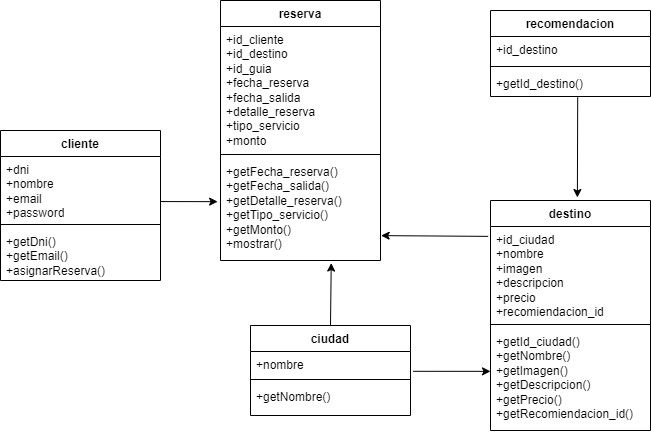 reserva
+id_cliente
+id_destino
+id_guia
+fecha_reserva
+fecha_salida
+detalle_reserva
+tipo_servicio
+monto
+getFecha_reserva()
+getFecha_salida()
+getDetalle_reserva()
+getTipo_servicio()
+getMonto()
+mostrar()
recomendacion
+id_destino
+getId_destino()
cliente
+dni
+nombre
+email
+password
+getDni()
+getEmail()
+asignarReserva()
destino
+id_ciudad
+nombre
+imagen
+descripcion
+precio
+recomiendacion_id
+getId_ciudad()
+getNombre()
+getImagen()
+getDescripcion()
+getPrecio()
+getRecomiendacion_id()
ciudad
+nombre
+getNombre()